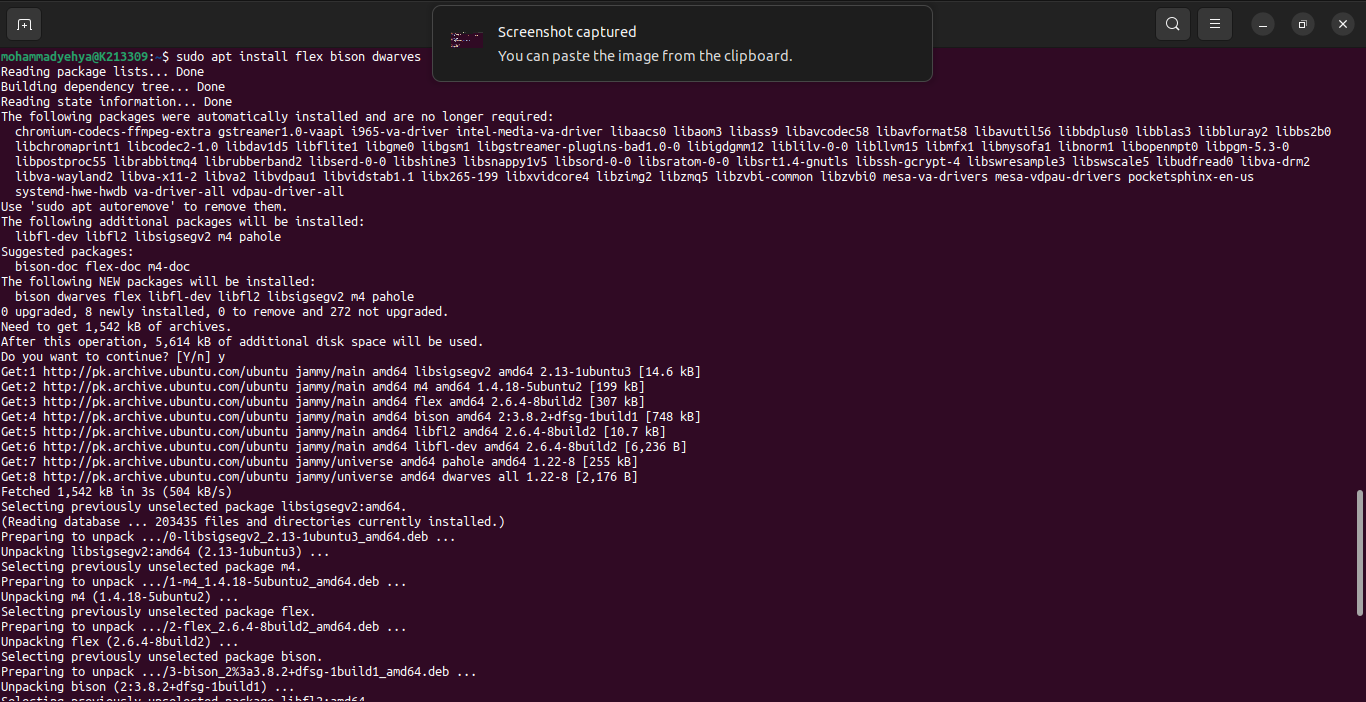 Screenshot captured
You can paste the image from the clipboard.
mohammadyehya@K213309:~$ sudo apt install flex bison dwarves
Reading package lists... Done
Building dependency tree... Done
Reading state information... Done
The following packages were automatically installed and are no longer required:
chromium-codecs-ffmpeg-extra gstreamer1.0-vaapi i965-va-driver intel-media-va-driver libaacs0 libaom3 libass9 libavcodec58 libavformat58 libavutil56 libbdplus0 libblas3 libbluray2 libbs2b0
libchromaprint1 libcodec2-1.0 libdav1d5 libflite1 libgme0 libgsm1 libgstreamer-plugins-bad1.0-0 libigdgmm12 liblilv-0-0 libllvm15 libmfx1 libmysofa1 libnorm1 libopenmpt0 libpgm-5.3-0
libpostproc55 librabbitmq4 librubberband2 libserd-0-0 libshine3 libsnappy1v5 libsord-0-0 libsratom-0-0 libsrt1.4-gnutls libssh-gcrypt-4 libswresample3 libswscale5 libudfread0 libva-drm2
libva-wayland2 libva-x11-2 libva2 libvdpau1 libvidstab1.1 libx265-199 libxvidcore4 libzimg2 libzmq5 libzvbi-common libzvbi0 mesa-va-drivers mesa-vdpau-drivers pocketsphinx-en-us
systemd-hwe-hwdb va-driver-all vdpau-driver-all
Use 'sudo apt autoremove' to remove them.
The following additional packages will be installed:
libfl-dev libfl2 libsigsegv2 m4 pahole
Suggested packages:
bison-doc flex-doc m4-doc
The following NEW packages will be installed:
bison dwarves flex libfl-dev libfl2 libsigsegv2 m4 pahole
0 upgraded, 8 newly installed, 0 to remove and 272 not upgraded.
Need to get 1,542 kB of archives.
After this operation, 5,614 kB of additional disk space will be used.
Do you want to continue? [Y/n] y
Get:1 http://pk.archive.ubuntu.com/ubuntu jammy/main amd64 libsigsegv2 amd64 2.13-1ubuntu3 [14.6 kB]
Get:2 http://pk.archive.ubuntu.com/ubuntu jammy/main amd64 m4 amd64 1.4.18-5ubuntu2 [199 kB]
Get:3 http://pk.archive.ubuntu.com/ubuntu jammy/main amd64 flex amd64 2.6.4-8build2 [307 kB]
Get:4 http://pk.archive.ubuntu.com/ubuntu jammy/main amd64 bison amd64 2:3.8.2+dfsg-1build1 [748 kB]
Get:5 http://pk.archive.ubuntu.com/ubuntu jammy/main amd64 libfl2 amd64 2.6.4-8build2 [10.7 kB]
Get:6 http://pk.archive.ubuntu.com/ubuntu jammy/main amd64 libfl-dev amd64 2.6.4-8build2 [6,236 B]
Get:7 http://pk.archive.ubuntu.com/ubuntu jammy/universe amd64 pahole amd64 1.22-8 [255 kB]
Get:8 http://pk.archive.ubuntu.com/ubuntu jammy/universe amd64 dwarves all 1.22-8 [2,176 B]
Fetched 1,542 kB in 3s (504 kB/s)
Selecting previously unselected package libsigsegv2:amd64.
(Reading database ... 203435 files and directories currently installed.)
Preparing to unpack .../0-libsigsegv2_2.13-1ubuntu3_amd64.deb ...
Unpacking libsigsegv2:amd64 (2.13-1ubuntu3) ...
Selecting previously unselected package m4.
Preparing to unpack .../1-m4_1.4.18-5ubuntu2_amd64.deb ...
Unpacking m4 (1.4.18-5ubuntu2) ...
Selecting previously unselected package flex.
Preparing to unpack .../2-flex_2.6.4-8build2_amd64.deb ...
Unpacking flex (2.6.4-8build2) ...
Selecting previously unselected package bison.
Preparing to unpack .../3-bison_2%3a3.8.2+dfsg-1build1_amd64.deb ...
Unpacking bison (2:3.8.2+dfsg-1build1) ...
Selecting previously unselected package libfl2:amd64.